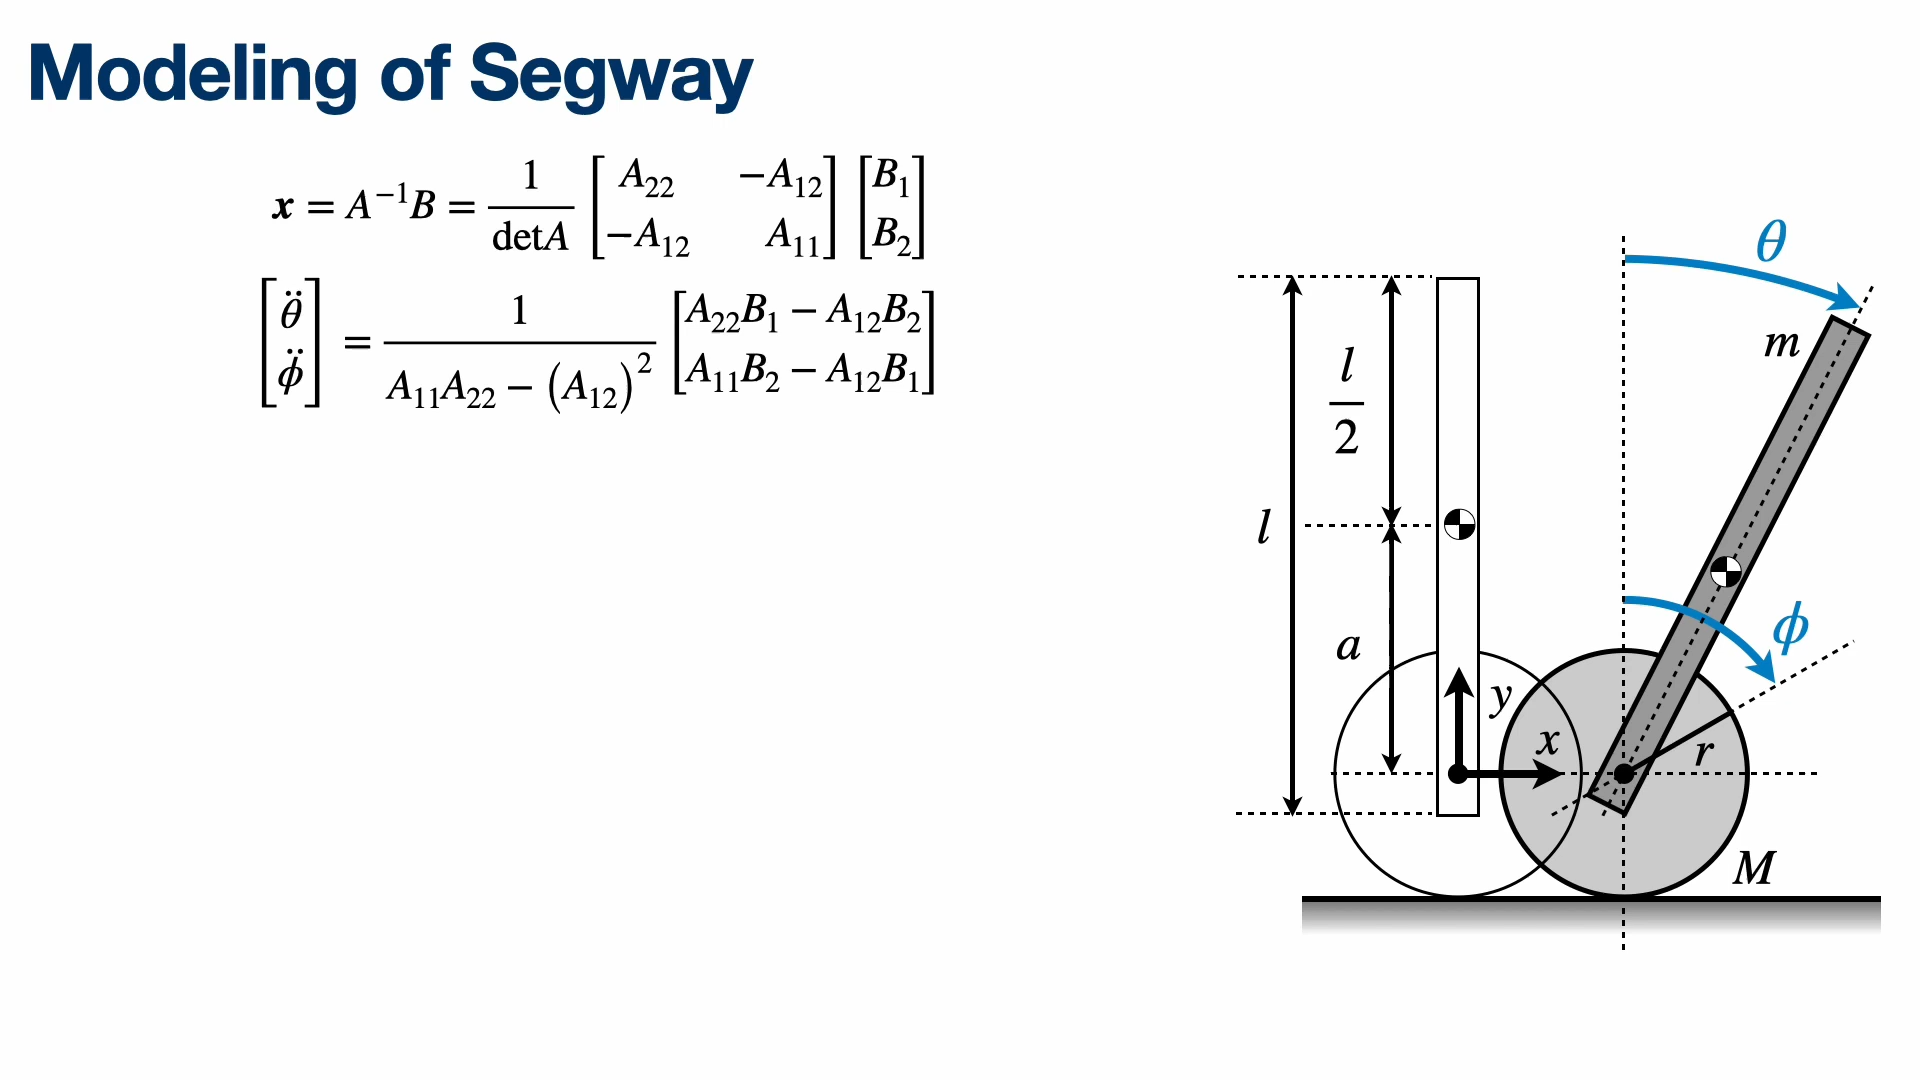 Modeling of Segway
x = A⁻¹B = 1/detA [A₂₂ −A₁₂; −A₁₂ A₁₁] [B₁; B₂]
[θ̈; ϕ̈] = 1/(A₁₁A₂₂ − (A₁₂)²) [A₂₂B₁ − A₁₂B₂; A₁₁B₂ − A₁₂B₁]
θ
m
l/2
l
ϕ
a
y
x
r
M